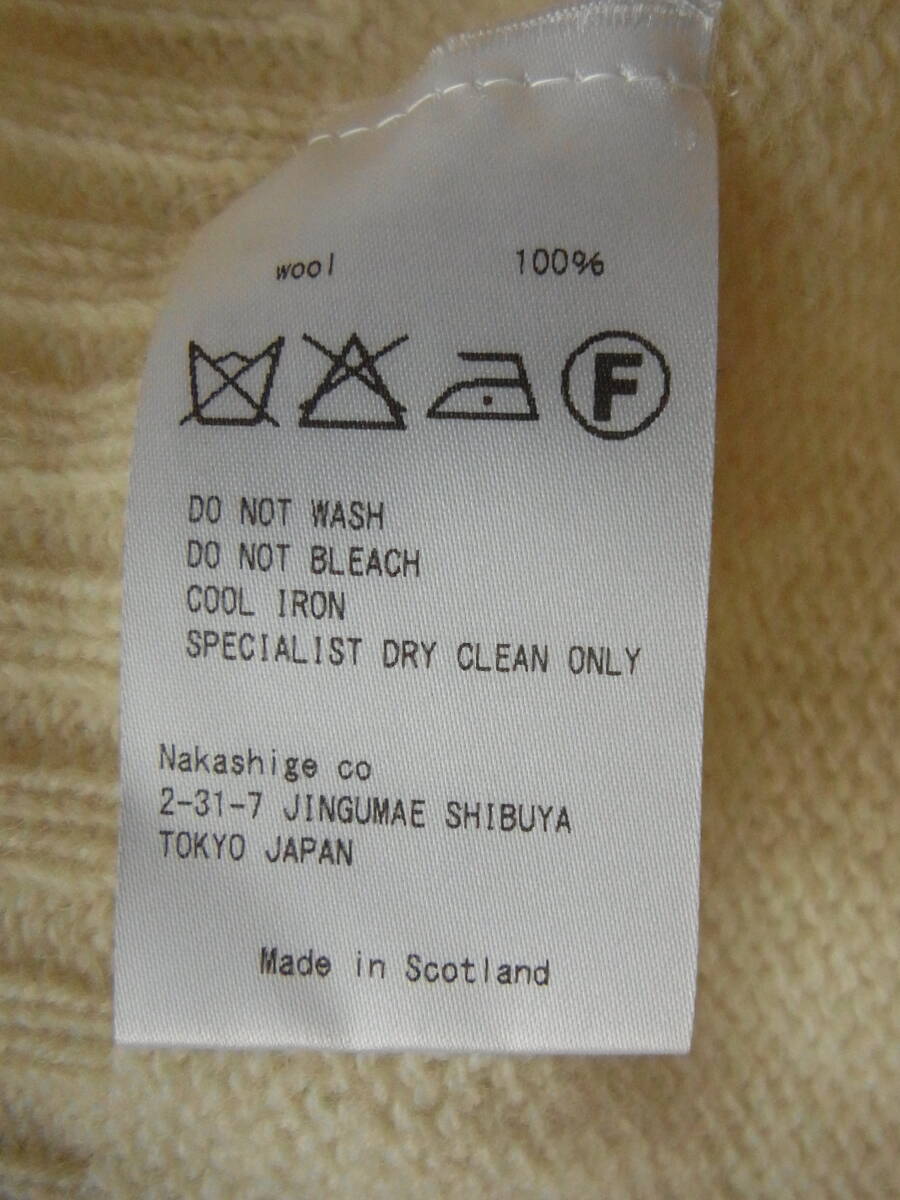 wool 100%
F
DO NOT WASH
DO NOT BLEACH
COOL IRON
SPECIALIST DRY CLEAN ONLY
Nakashige co
2-31-7 JINGUMAE SHIBUYA
TOKYO JAPAN
Made in Scotland